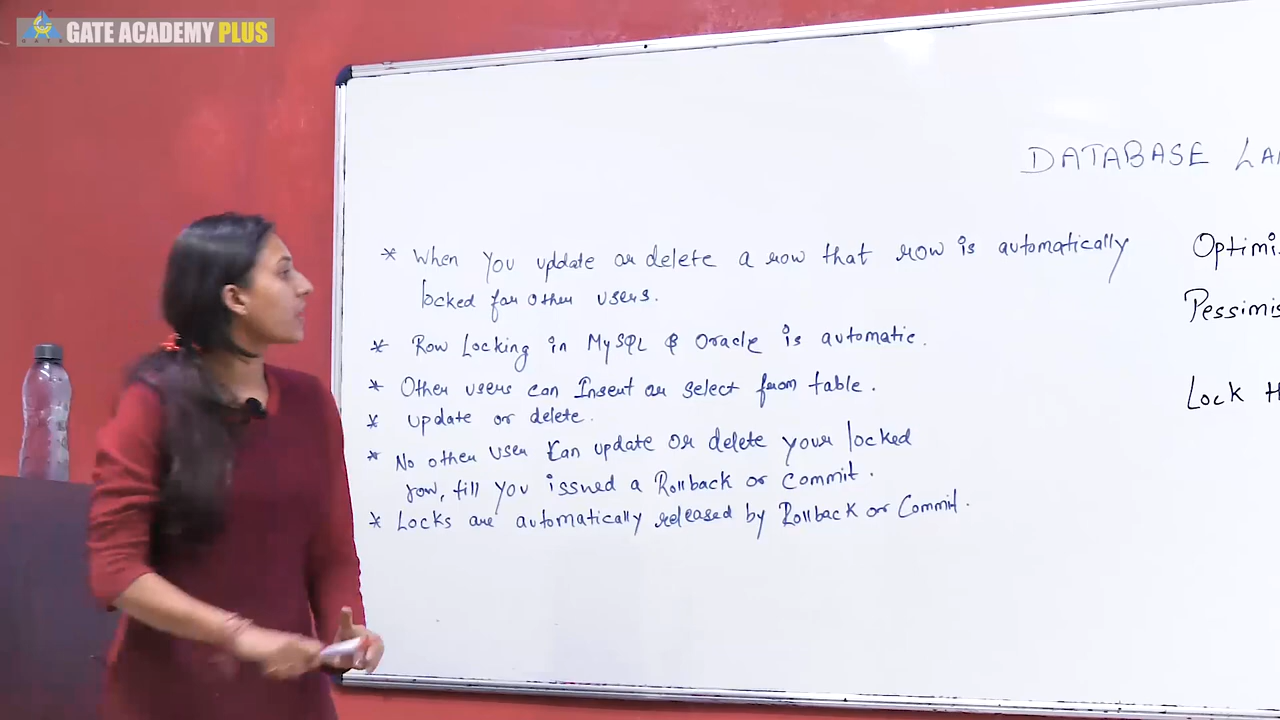 GATE ACADEMY PLUS
GATE
DATABASE LA
* When you update or delete a row that row is automatically
locked for other users.
* Row Locking in MySQL & Oracle is automatic.
* Other users can Insert or select from table.
* update or delete.
* No other user can update or delete your locked
row, till you issued a Rollback or commit.
* Locks are automatically released by Rollback or Commit.
Optimi
Pessimis
Lock